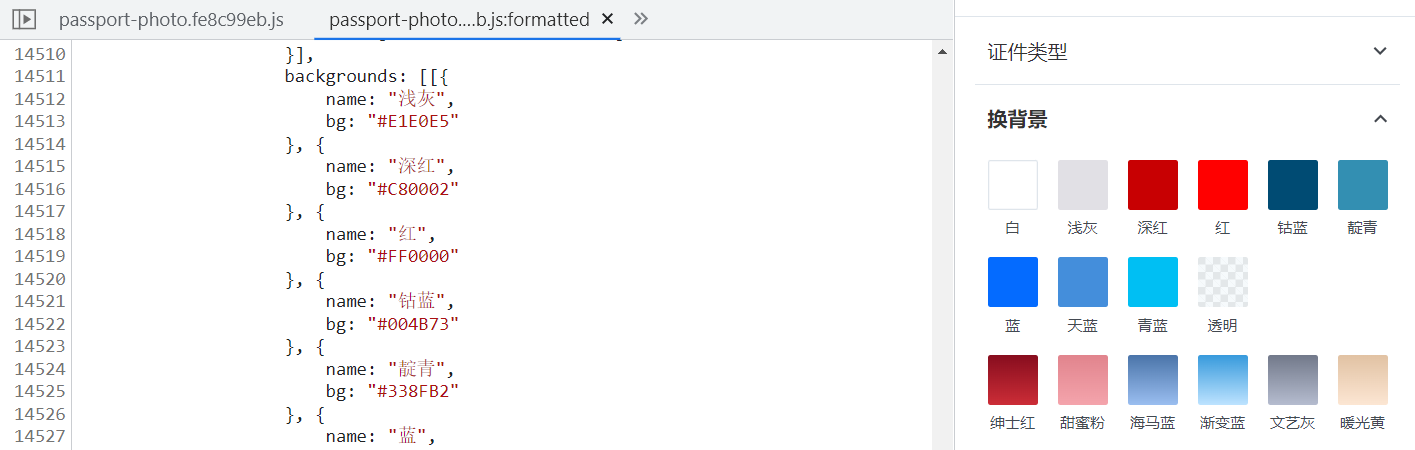 passport-photo.fe8c99eb.js
passport-photo....b.js:formatted
14510 }],
14511 backgrounds: [[{
14512 name: "浅灰",
14513 bg: "#E1E0E5"
14514 }, {
14515 name: "深红",
14516 bg: "#C80002"
14517 }, {
14518 name: "红",
14519 bg: "#FF0000"
14520 }, {
14521 name: "钴蓝",
14522 bg: "#004B73"
14523 }, {
14524 name: "靛青",
14525 bg: "#338FB2"
14526 }, {
14527 name: "蓝",
证件类型
换背景
白 浅灰 深红 红 钴蓝 靛青
蓝 天蓝 青蓝 透明
绅士红 甜蜜粉 海马蓝 渐变蓝 文艺灰 暖光黄